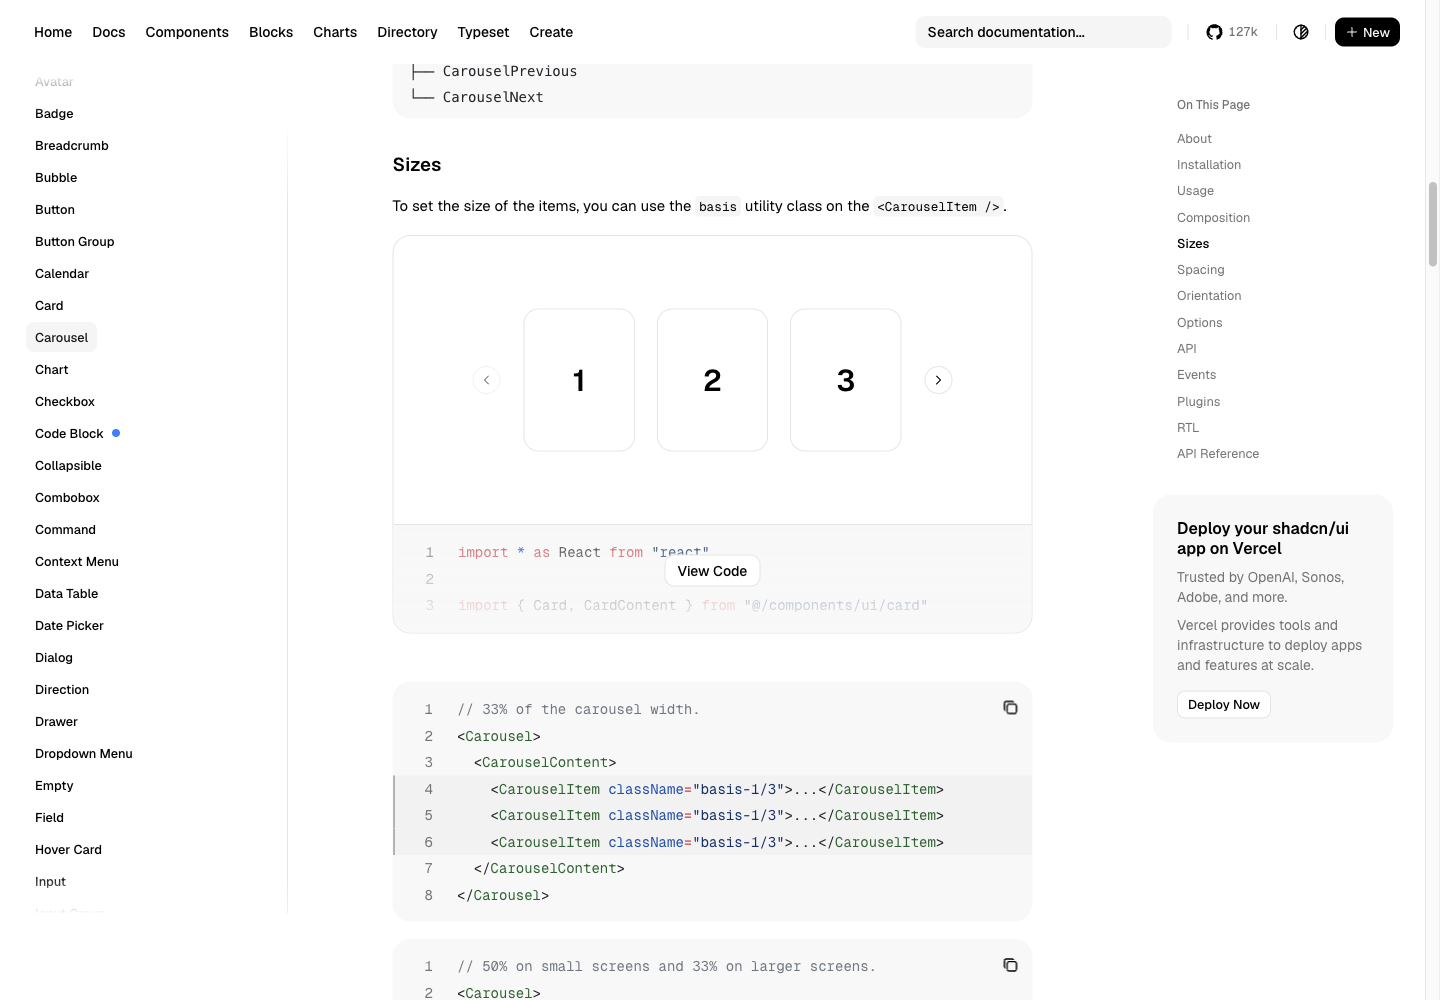 Home Docs Components Blocks Charts Directory Typeset Create
Search documentation...
127k
New
Avatar
Badge
Breadcrumb
Bubble
Button
Button Group
Calendar
Card
Carousel
Chart
Checkbox
Code Block
Collapsible
Combobox
Command
Context Menu
Data Table
Date Picker
Dialog
Direction
Drawer
Dropdown Menu
Empty
Field
Hover Card
Input
Input Group
├── CarouselPrevious
└── CarouselNext
Sizes
To set the size of the items, you can use the basis utility class on the <CarouselItem />.
1 2 3
1 import * as React from "react"
2
3 import { Card, CardContent } from "@/components/ui/card"
View Code
1 // 33% of the carousel width.
2 <Carousel>
3 <CarouselContent>
4 <CarouselItem className="basis-1/3">...</CarouselItem>
5 <CarouselItem className="basis-1/3">...</CarouselItem>
6 <CarouselItem className="basis-1/3">...</CarouselItem>
7 </CarouselContent>
8 </Carousel>
1 // 50% on small screens and 33% on larger screens.
2 <Carousel>
On This Page
About
Installation
Usage
Composition
Sizes
Spacing
Orientation
Options
API
Events
Plugins
RTL
API Reference
Deploy your shadcn/ui
app on Vercel
Trusted by OpenAI, Sonos,
Adobe, and more.
Vercel provides tools and
infrastructure to deploy apps
and features at scale.
Deploy Now